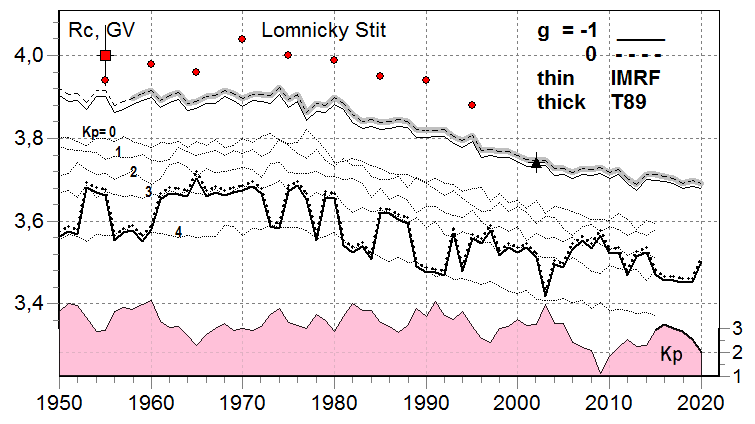 Rc, GV
Lomnicky Stit
g = -1
0
thin IMRF
thick T89
4,0
3,8
3,6
3,4
Kp= 0
1
2
3
4
Kp
3
2
1
1950 1960 1970 1980 1990 2000 2010 2020